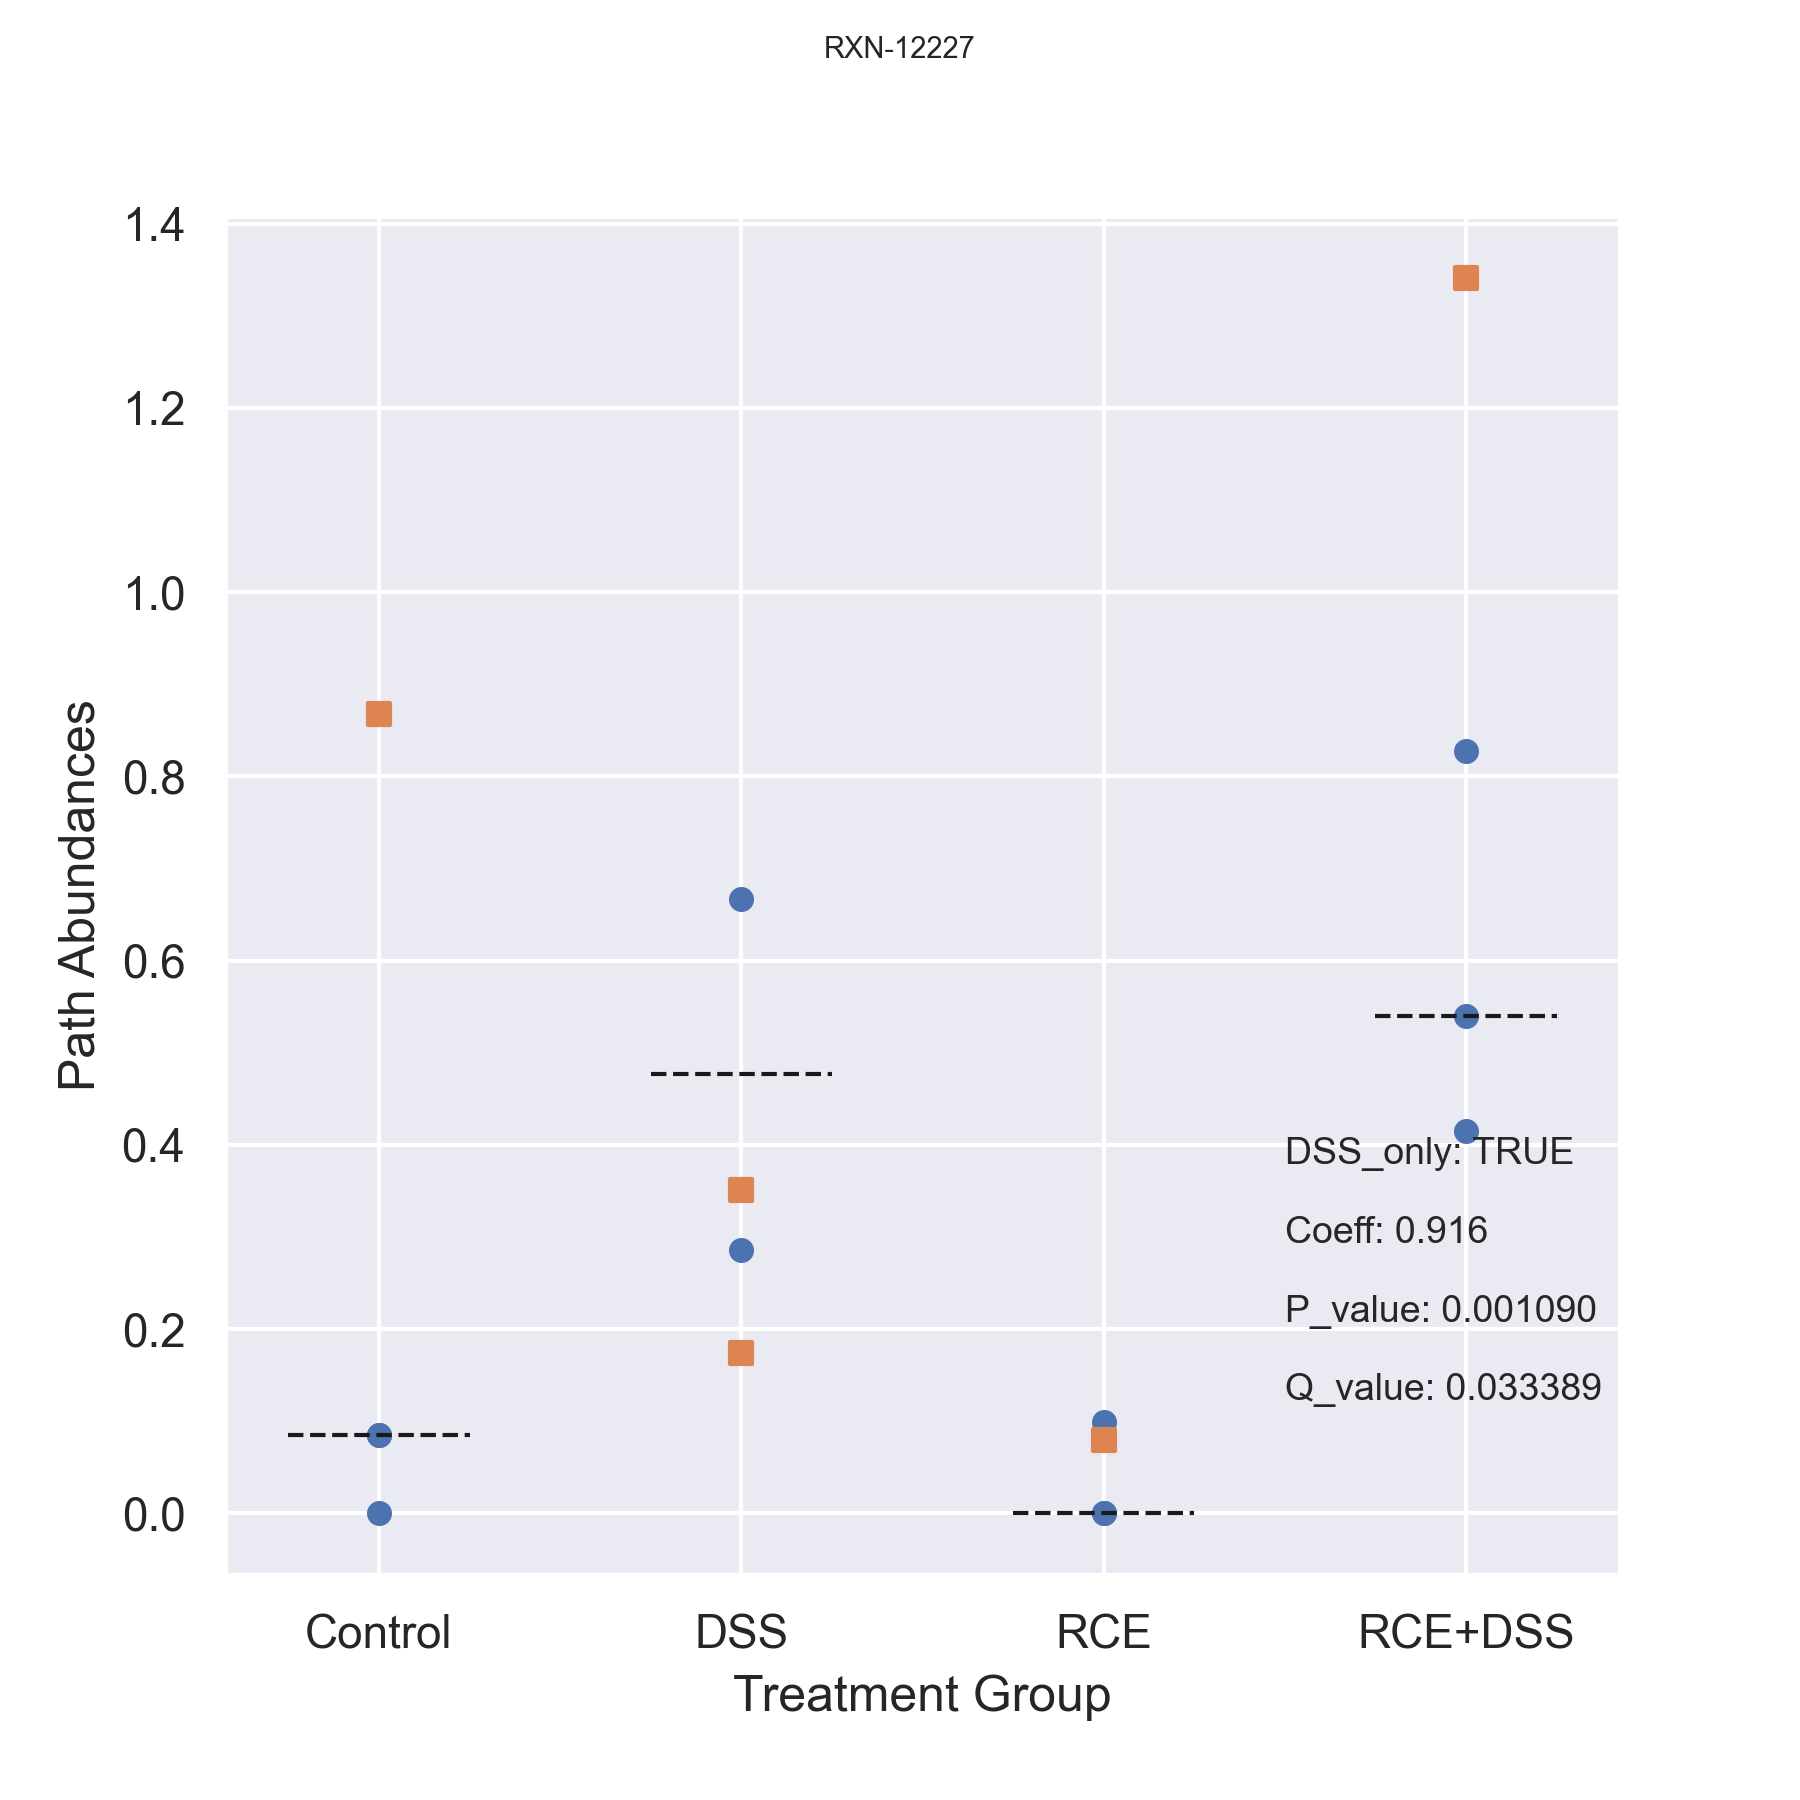 RXN-12227
1.4
1.2
1.0
0.8
0.6
0.4
0.2
0.0
Path Abundances
DSS_only: TRUE
Coeff: 0.916
P_value: 0.001090
Q_value: 0.033389
Control DSS RCE RCE+DSS
Treatment Group